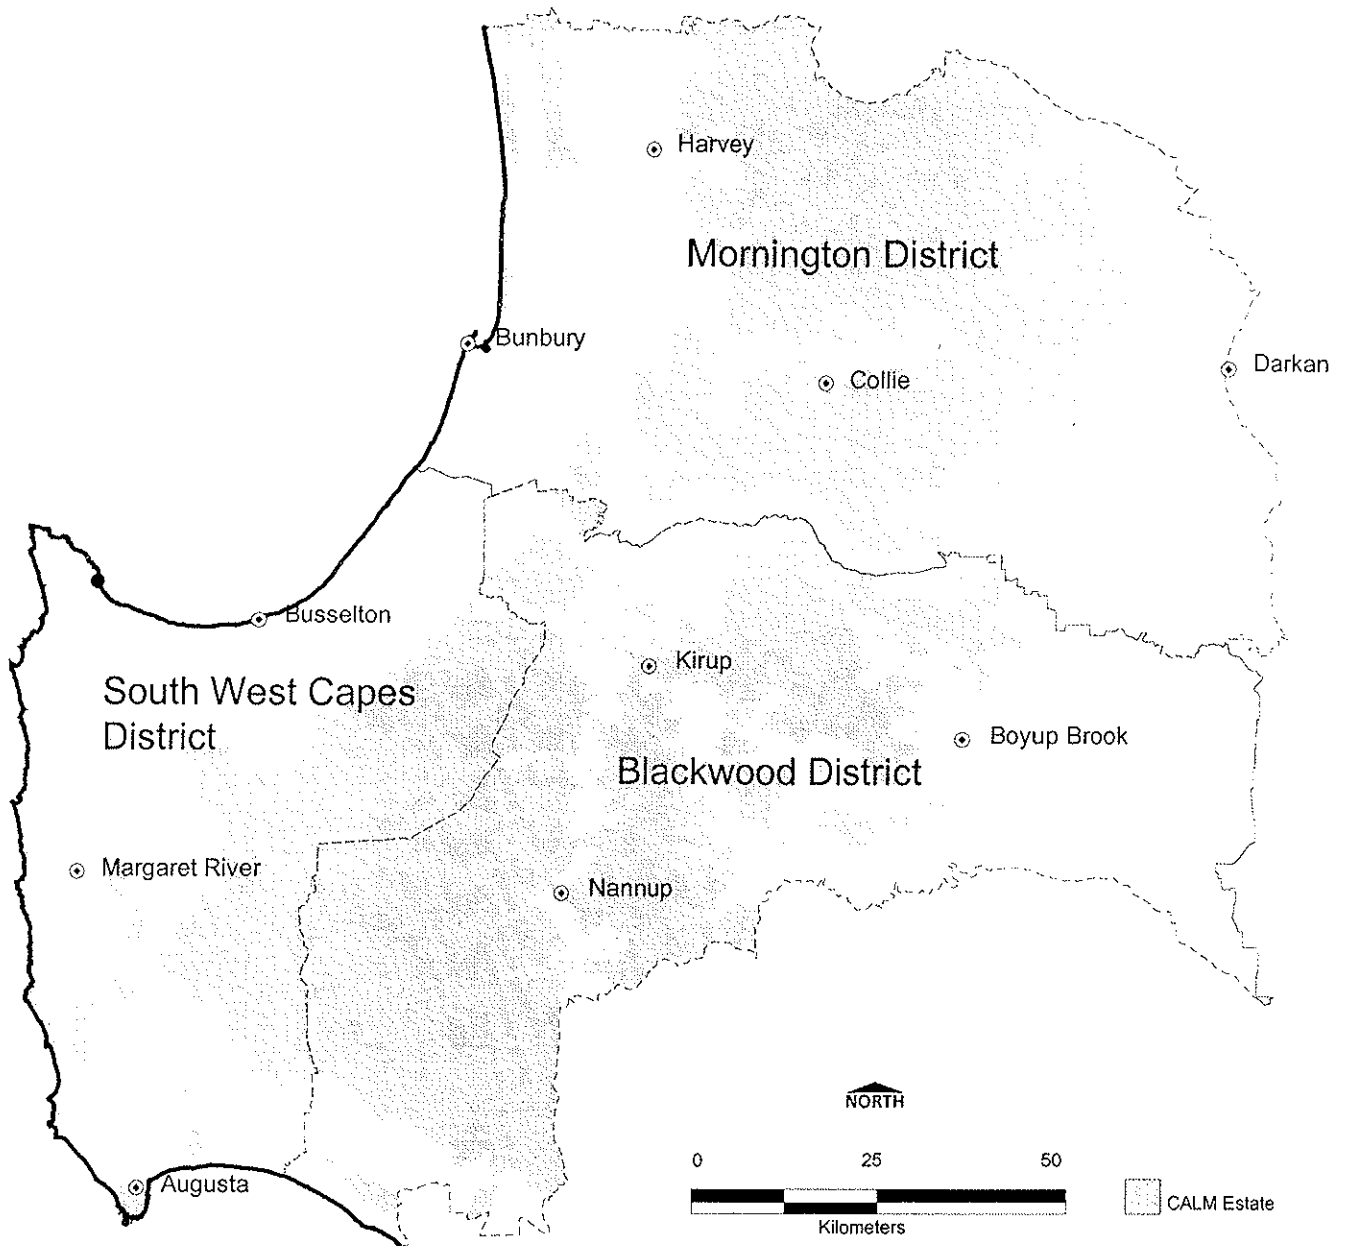 Harvey
Mornington District
Bunbury
Darkan
Collie
Busselton
Kirup
South West Capes
District
Boyup Brook
Blackwood District
Margaret River
Nannup
NORTH
0 25 50
Kilometers
CALM Estate
Augusta